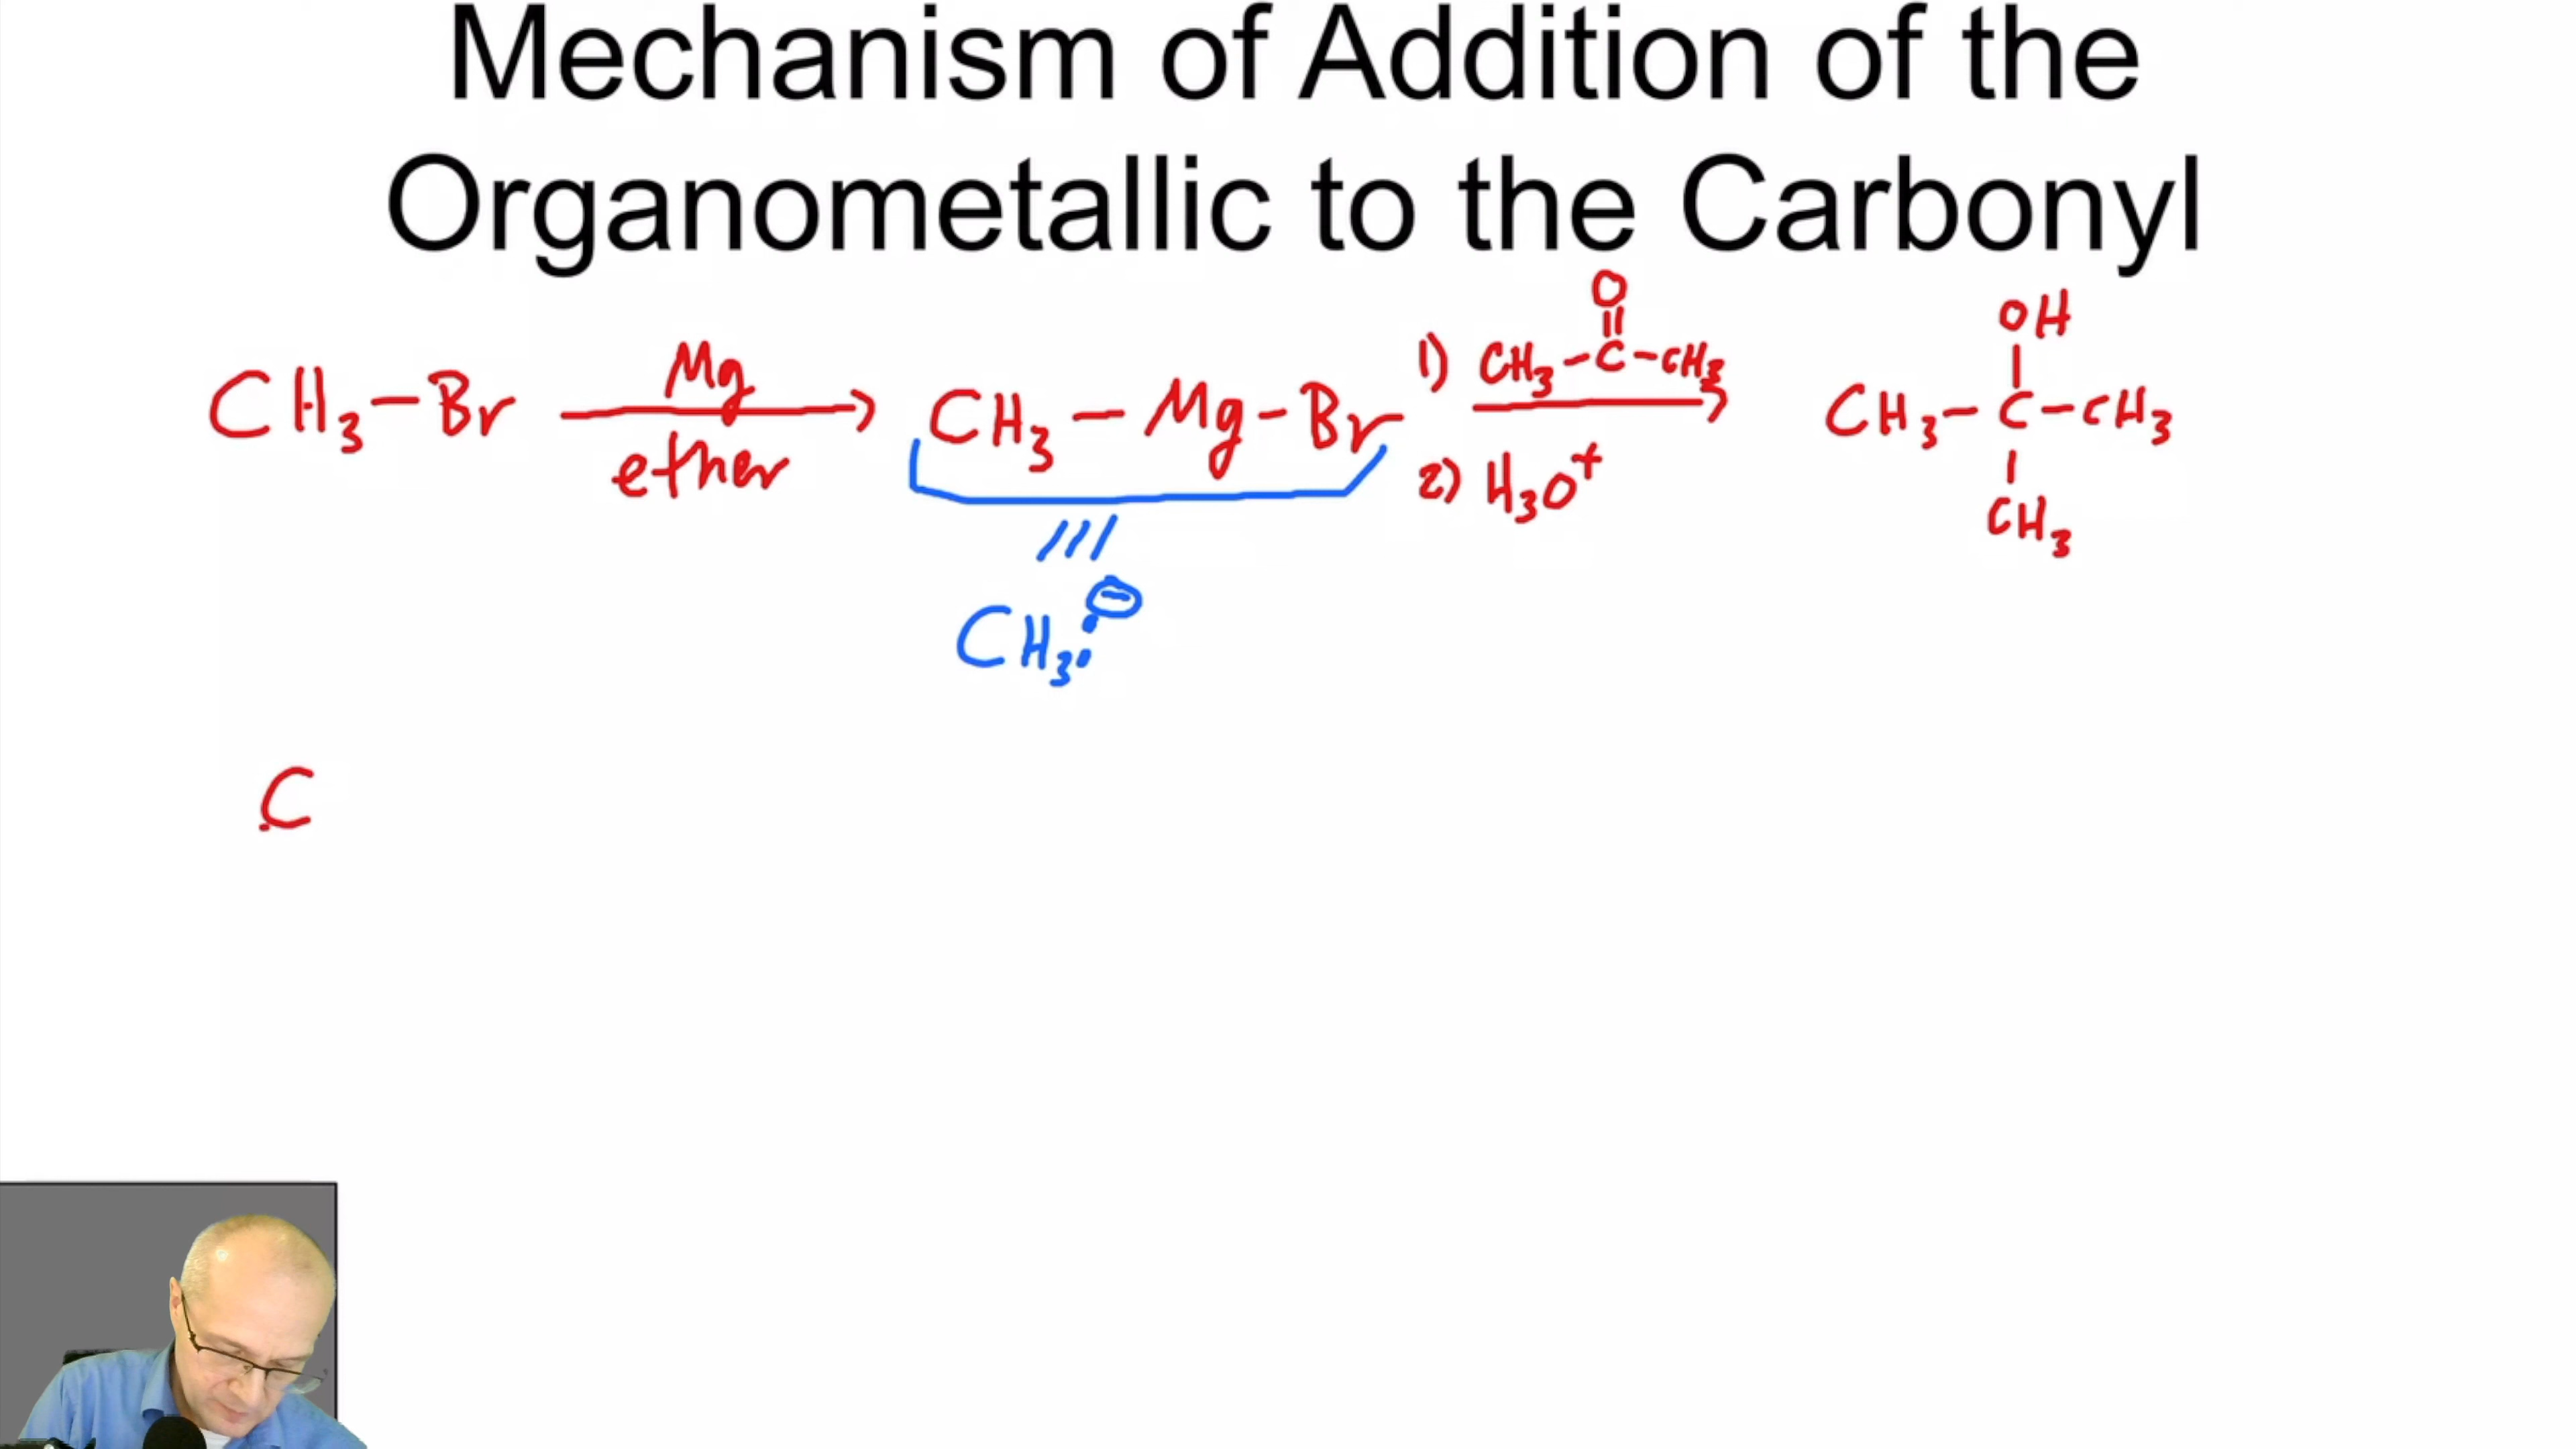 Mechanism of Addition of the
Organometallic to the Carbonyl
O
||
1) CH3-C-CH3
OH
|
CH3-Br Mg → CH3-Mg-Br → CH3-C-CH3
ether
2) H3O+
|
CH3
///
CH3:⊖
C